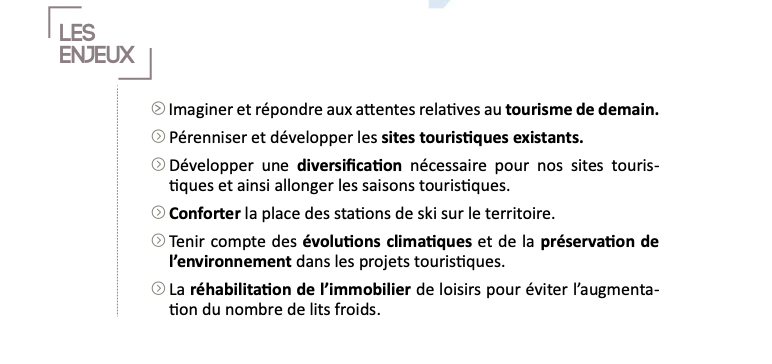 LES
ENJEUX
Imaginer et répondre aux attentes relatives au tourisme de demain.
Pérenniser et développer les sites touristiques existants.
Développer une diversification nécessaire pour nos sites touris-
tiques et ainsi allonger les saisons touristiques.
Conforter la place des stations de ski sur le territoire.
Tenir compte des évolutions climatiques et de la préservation de
l’environnement dans les projets touristiques.
La réhabilitation de l’immobilier de loisirs pour éviter l’augmenta-
tion du nombre de lits froids.